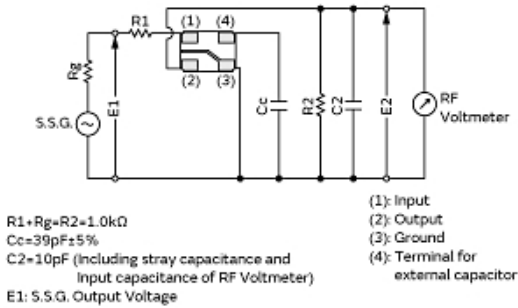 R1
(1)
(4)
Rg
(2)
(3)
E1
S.S.G.
Cc
R2
C2
E2
RF
Voltmeter
R1+Rg=R2=1.0kΩ
Cc=39pF±5%
C2=10pF (Including stray capacitance and
Input capacitance of RF Voltmeter)
E1: S.S.G. Output Voltage
(1): Input
(2): Output
(3): Ground
(4): Terminal for
external capacitor